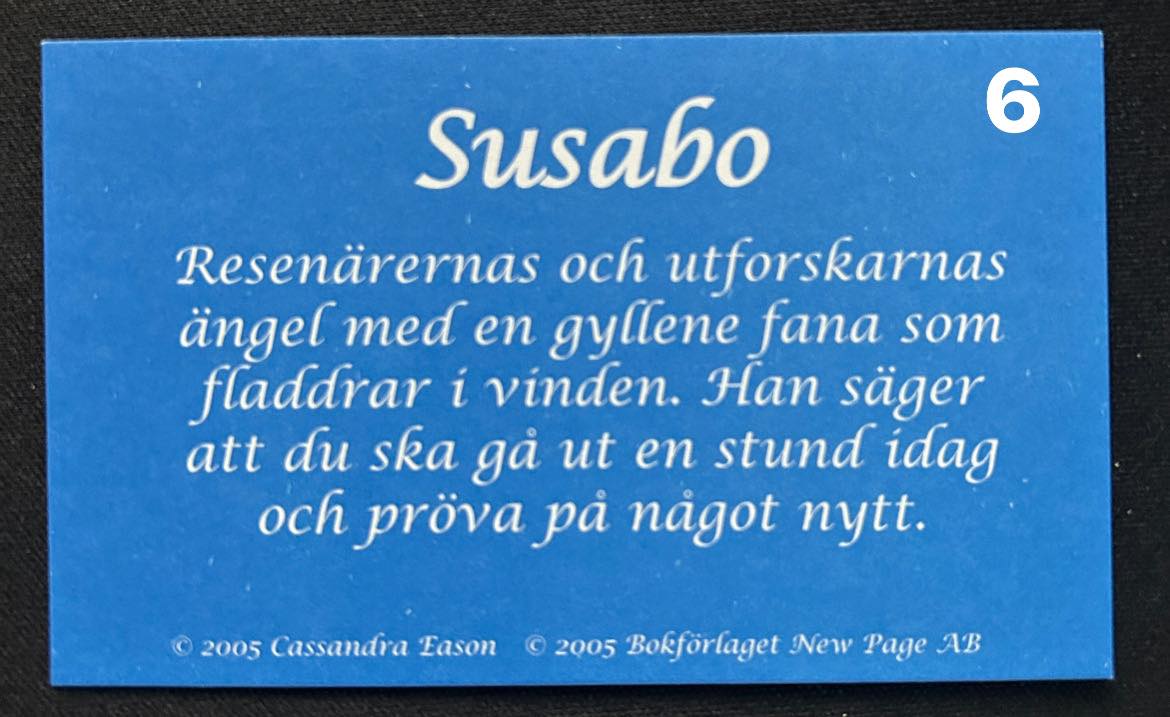 6
Susabo
Resenärernas och utforskarnas
ängel med en gyllene fana som
fladdrar i vinden. Han säger
att du ska gå ut en stund idag
och pröva på något nytt.
© 2005 Cassandra Eason © 2005 Bokförlaget New Page AB